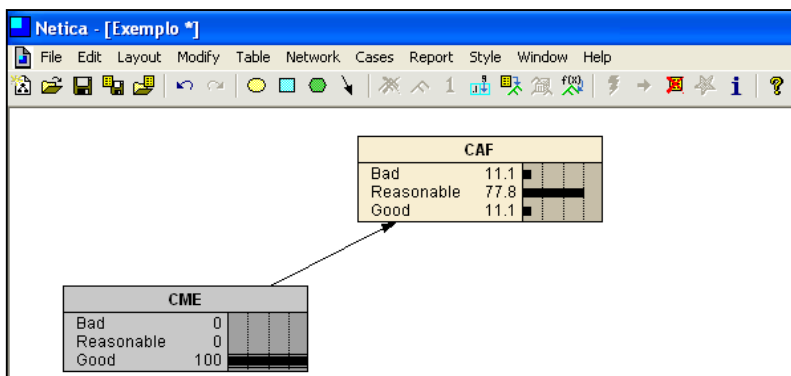 Netica - [Exemplo *]
File Edit Layout Modify Table Network Cases Report Style Window Help
1 f(x) i ?
CAF
Bad 11.1
Reasonable 77.8
Good 11.1
CME
Bad 0
Reasonable 0
Good 100